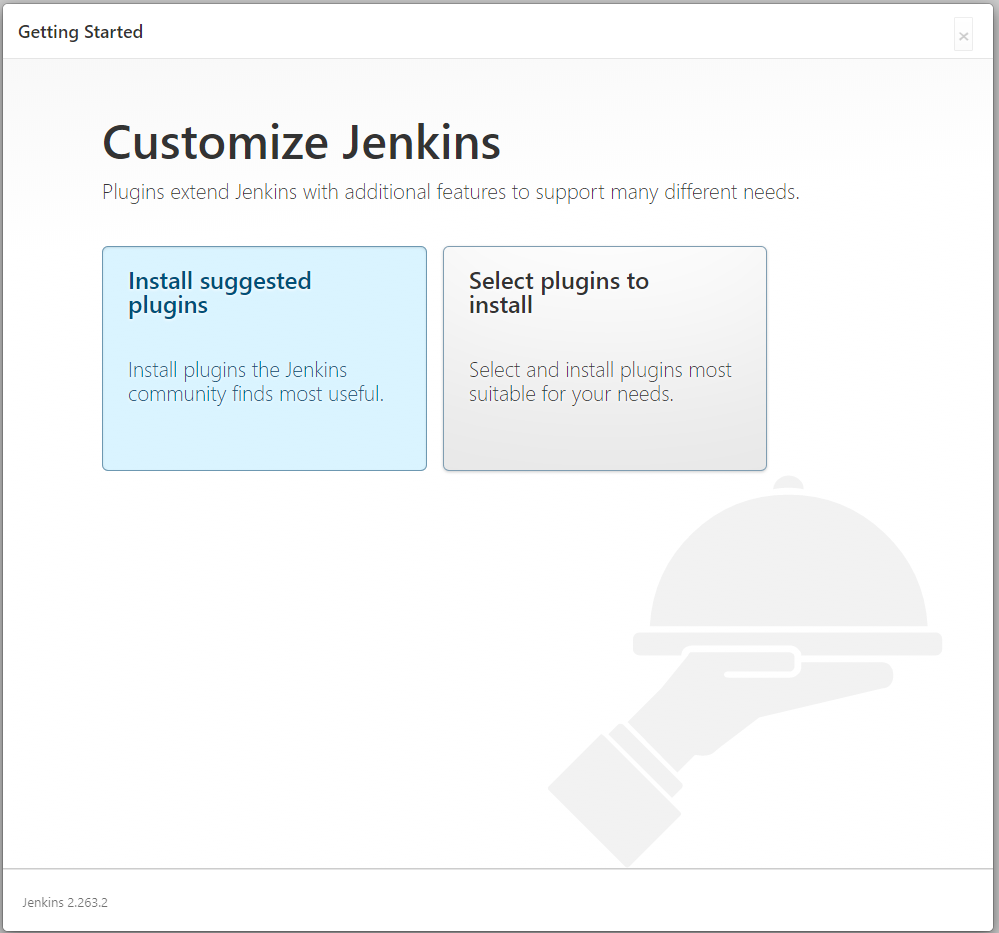 Getting Started
×
Customize Jenkins
Plugins extend Jenkins with additional features to support many different needs.
Install suggested
plugins
Install plugins the Jenkins
community finds most useful.
Select plugins to
install
Select and install plugins most
suitable for your needs.
Jenkins 2.263.2